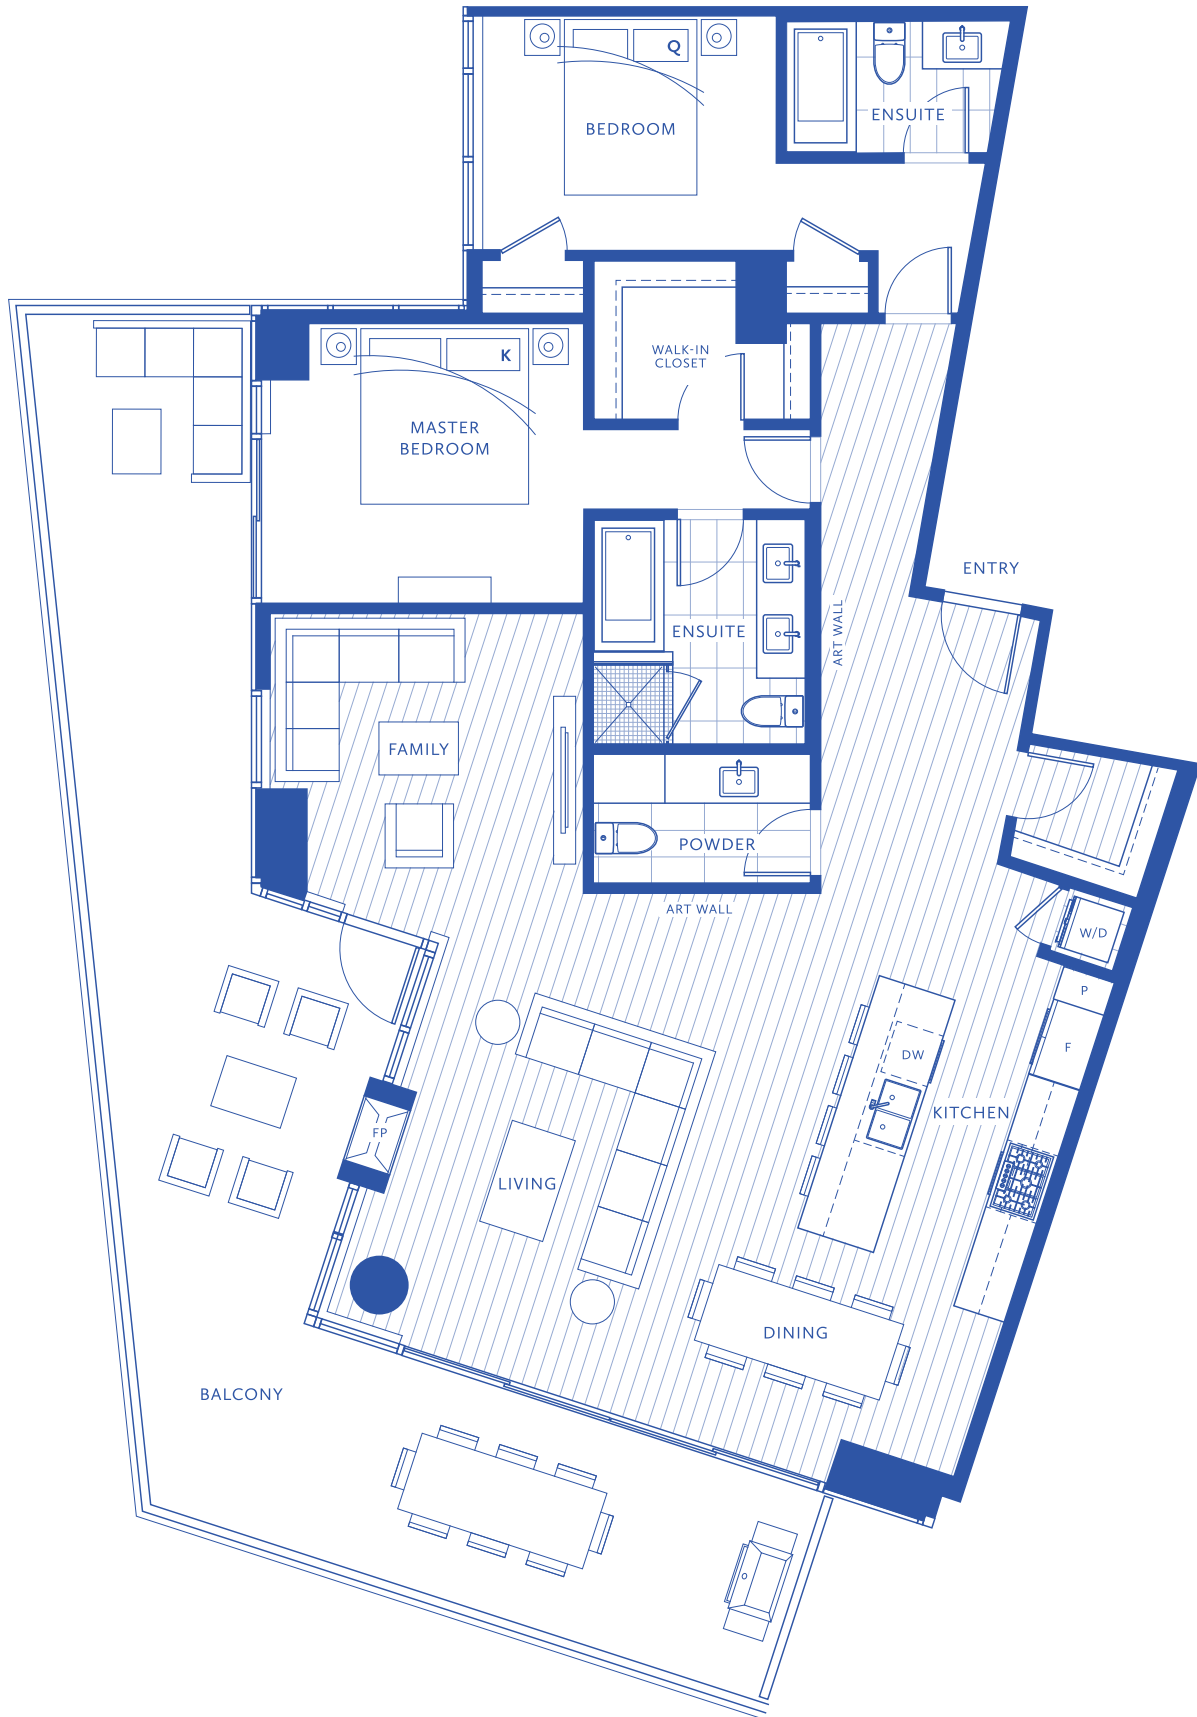 Q
ENSUITE
BEDROOM
WALK-IN
CLOSET
K
MASTER
BEDROOM
ENTRY
ART WALL
ENSUITE
FAMILY
POWDER
ART WALL
W/D
P
F
DW
KITCHEN
FP
LIVING
DINING
BALCONY